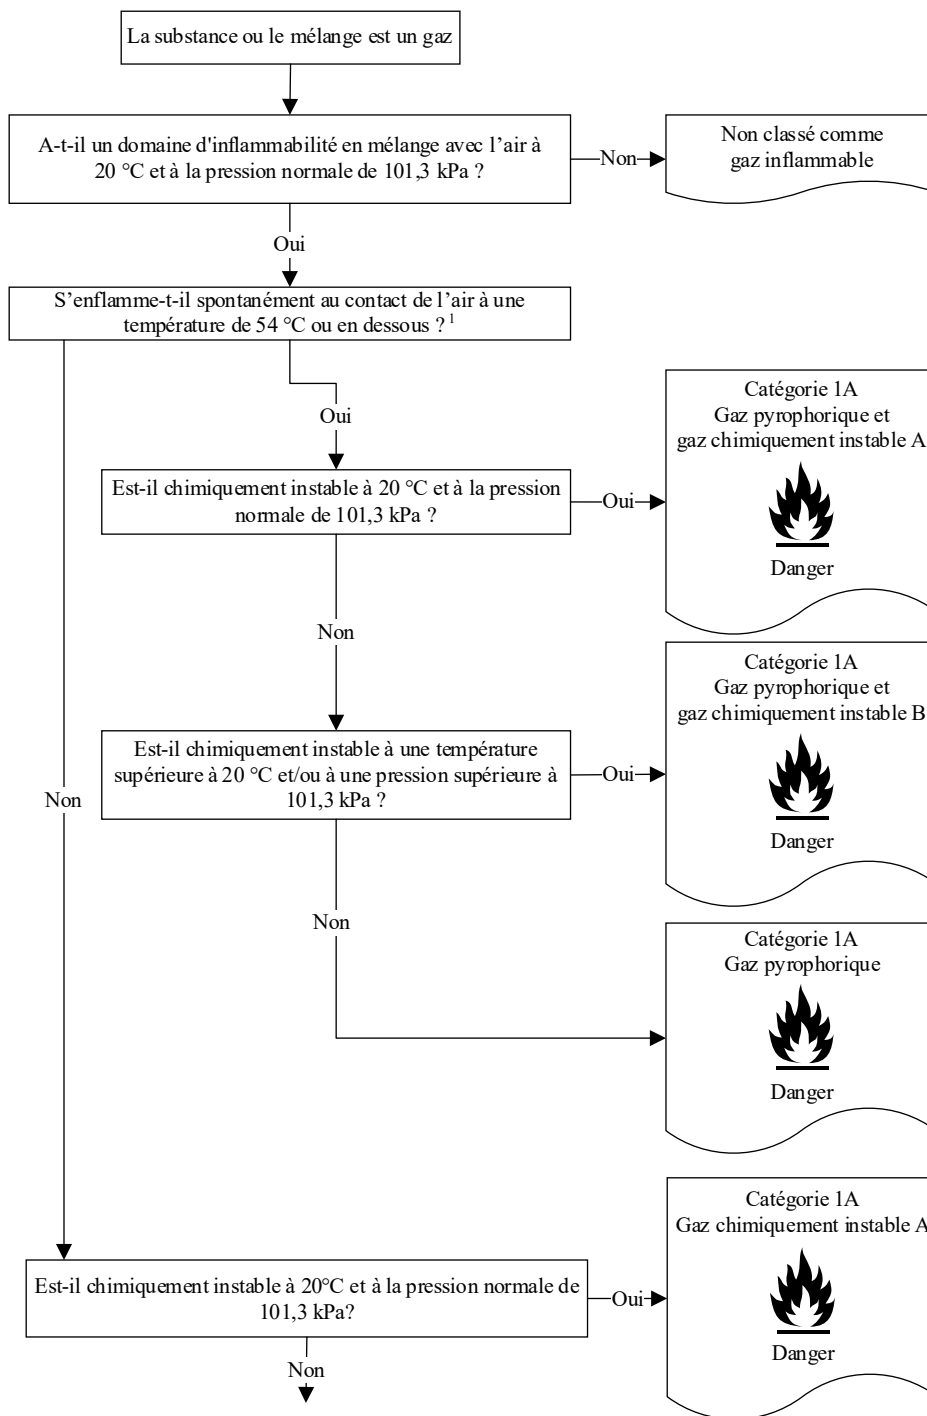 La substance ou le mélange est un gaz
A-t-il un domaine d'inflammabilité en mélange avec l’air à
20 °C et à la pression normale de 101,3 kPa ?
Non
Non classé comme
gaz inflammable
Oui
S’enflamme-t-il spontanément au contact de l’air à une
température de 54 °C ou en dessous ? 1
Oui
Catégorie 1A
Gaz pyrophorique et
gaz chimiquement instable A
Danger
Est-il chimiquement instable à 20 °C et à la pression
normale de 101,3 kPa ?
Oui
Non
Catégorie 1A
Gaz pyrophorique et
gaz chimiquement instable B
Danger
Est-il chimiquement instable à une température
supérieure à 20 °C et/ou à une pression supérieure à
101,3 kPa ?
Oui
Non
Non
Catégorie 1A
Gaz pyrophorique
Danger
Catégorie 1A
Gaz chimiquement instable A
Danger
Est-il chimiquement instable à 20°C et à la pression normale de
101,3 kPa?
Oui
Non